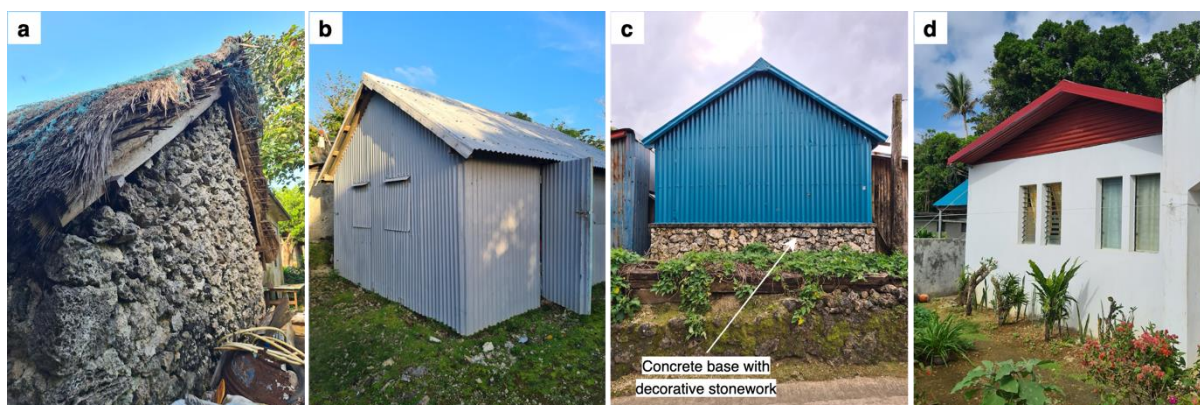 a
b
c
d
Concrete base with
decorative stonework